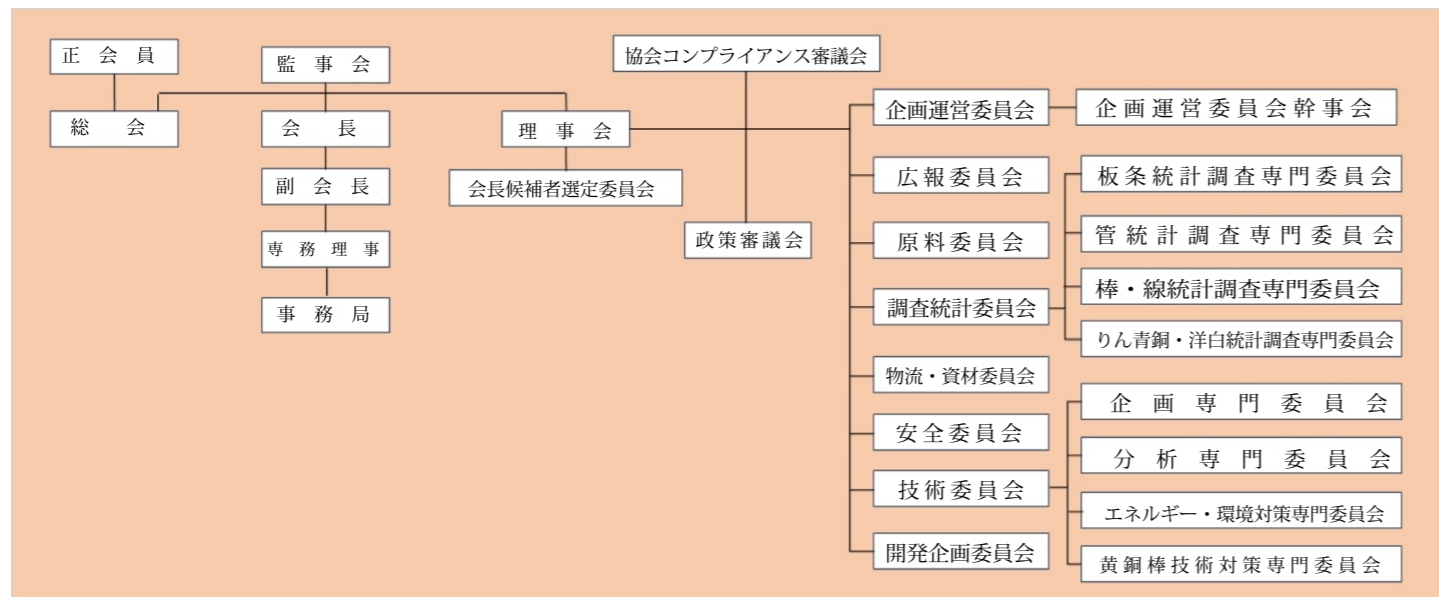 正会員
総会
監事会
会長
副会長
専務理事
事務局
理事会
会長候補者選定委員会
協会コンプライアンス審議会
政策審議会
企画運営委員会
企画運営委員会幹事会
広報委員会
原料委員会
調査統計委員会
板条統計調査専門委員会
管統計調査専門委員会
棒・線統計調査専門委員会
りん青銅・洋白統計調査専門委員会
物流・資材委員会
安全委員会
技術委員会
企画専門委員会
分析専門委員会
エネルギー・環境対策専門委員会
黄銅棒技術対策専門委員会
開発企画委員会